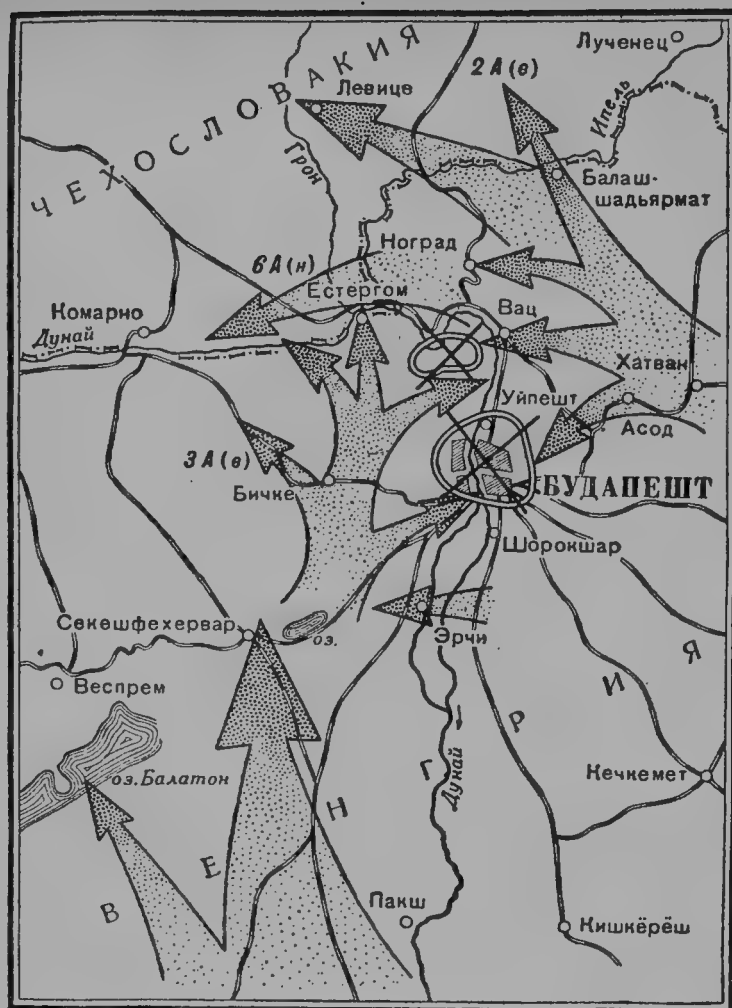 Лученец
2 А (в)
Левице
ЧЕХОСЛОВАКИЯ
Ипель
Грон
Балаш-
шадьярмат
Ноград
6 А (н)
Естергом
Комарно
Дунай
Вац
Хатван
Уйпешт
Асод
3 А (в)
Бичке
БУДАПЕШТ
Шорокшар
Секешфехервар
оз.
Эрчи
Веспрем
оз. Балатон
Дунай
Кечкемет
ВЕНГРИЯ
Пакш
Кишкёрёш